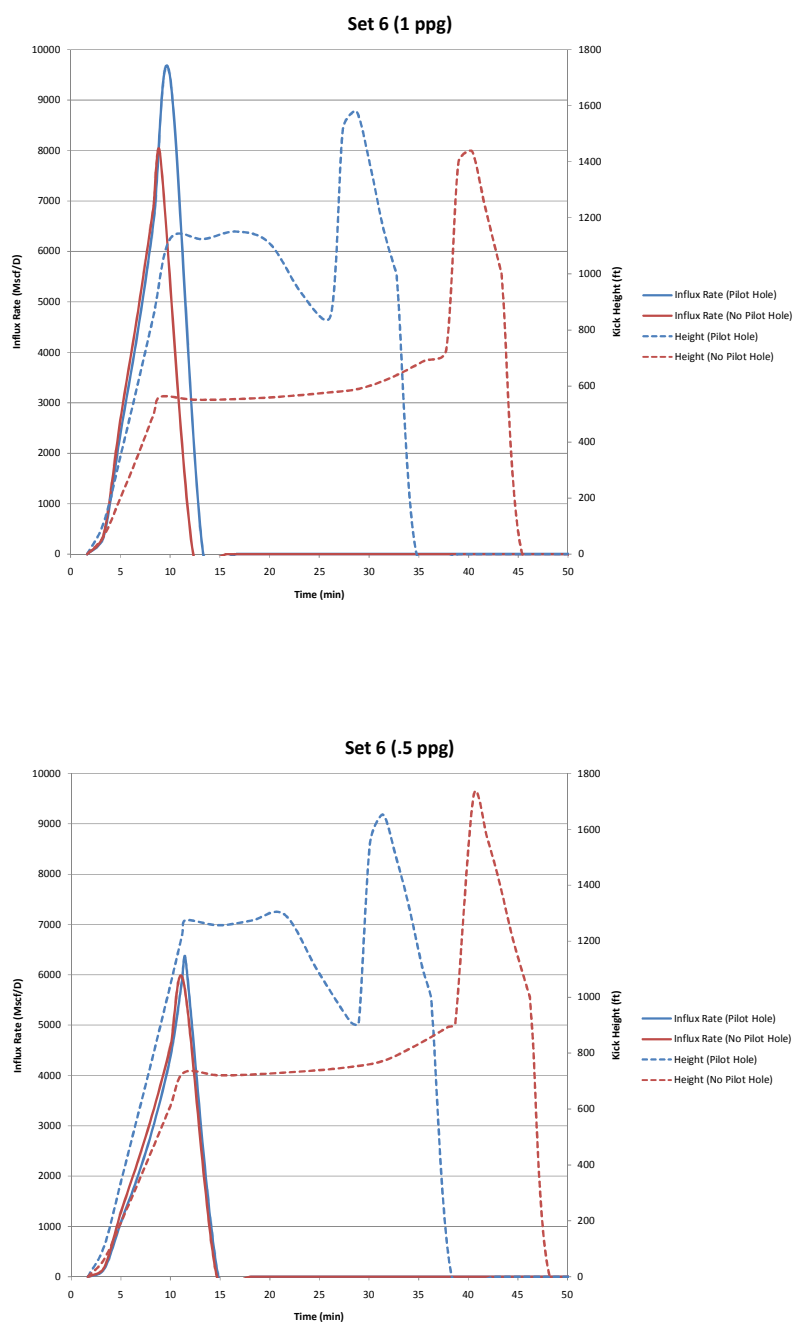 Set 6 (1 ppg)
10000
9000
8000
7000
6000
5000
4000
3000
2000
1000
0
Influx Rate (Mscf/D)
1800
1600
1400
1200
1000
800
600
400
200
0
Kick Height (ft)
0 5 10 15 20 25 30 35 40 45 50
Time (min)
Influx Rate (Pilot Hole)
Influx Rate (No Pilot Hole)
Height (Pilot Hole)
Height (No Pilot Hole)
Set 6 (.5 ppg)
10000
9000
8000
7000
6000
5000
4000
3000
2000
1000
0
Influx Rate (Mscf/D)
1800
1600
1400
1200
1000
800
600
400
200
0
Kick Height (ft)
0 5 10 15 20 25 30 35 40 45 50
Time (min)
Influx Rate (Pilot Hole)
Influx Rate (No Pilot Hole)
Height (Pilot Hole)
Height (No Pilot Hole)